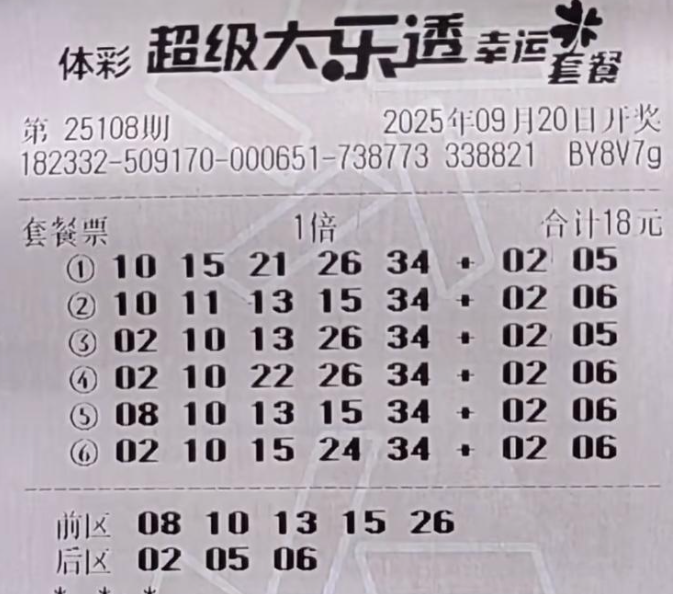 体彩 超级大乐透 幸运套餐
第 25108期 2025年09月20日开奖
182332-509170-000651-738773 338821 BY8V7g
套餐票 1倍 合计18元
① 10 15 21 26 34 + 02 05
② 10 11 13 15 34 + 02 06
③ 02 10 13 26 34 + 02 05
④ 02 10 22 26 34 + 02 06
⑤ 08 10 13 15 34 + 02 06
⑥ 02 10 15 24 34 + 02 06
前区 08 10 13 15 26
后区 02 05 06
* * *